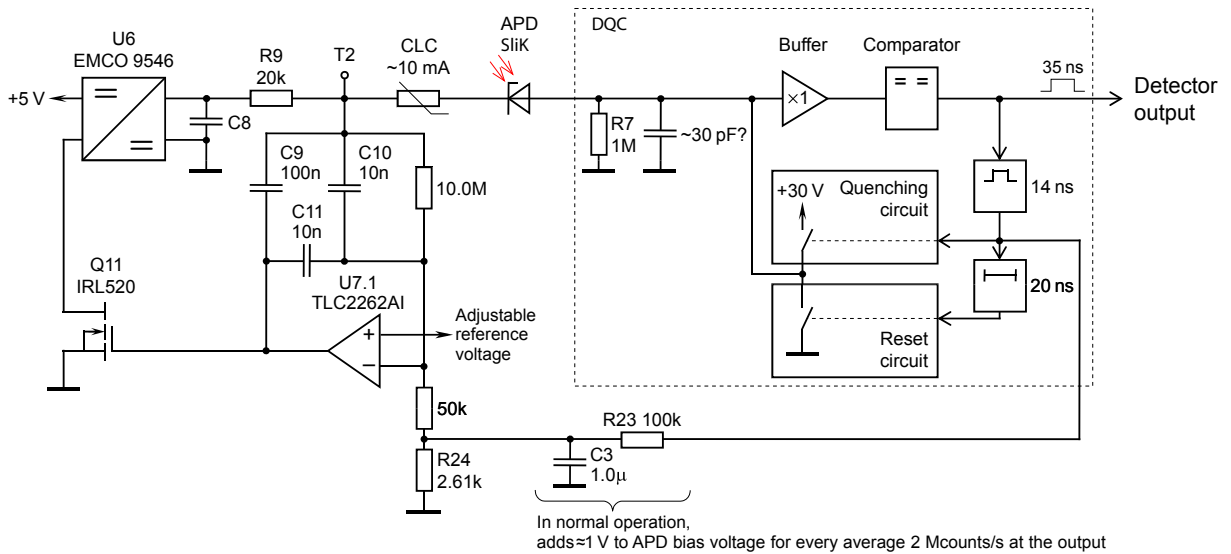 U6
EMCO 9546
+5 V
C8
R9
20k
T2
CLC
~10 mA
APD
SliK
DQC
Buffer
×1
Comparator
35 ns
Detector
output
R7
1M
~30 pF?
14 ns
+30 V
Quenching
circuit
20 ns
Reset
circuit
C9
100n
C10
10n
10.0M
C11
10n
Q11
IRL520
U7.1
TLC2262AI
+
−
Adjustable
reference
voltage
50k
R23 100k
R24
2.61k
C3
1.0µ
In normal operation,
adds ≈1 V to APD bias voltage for every average 2 Mcounts/s at the output